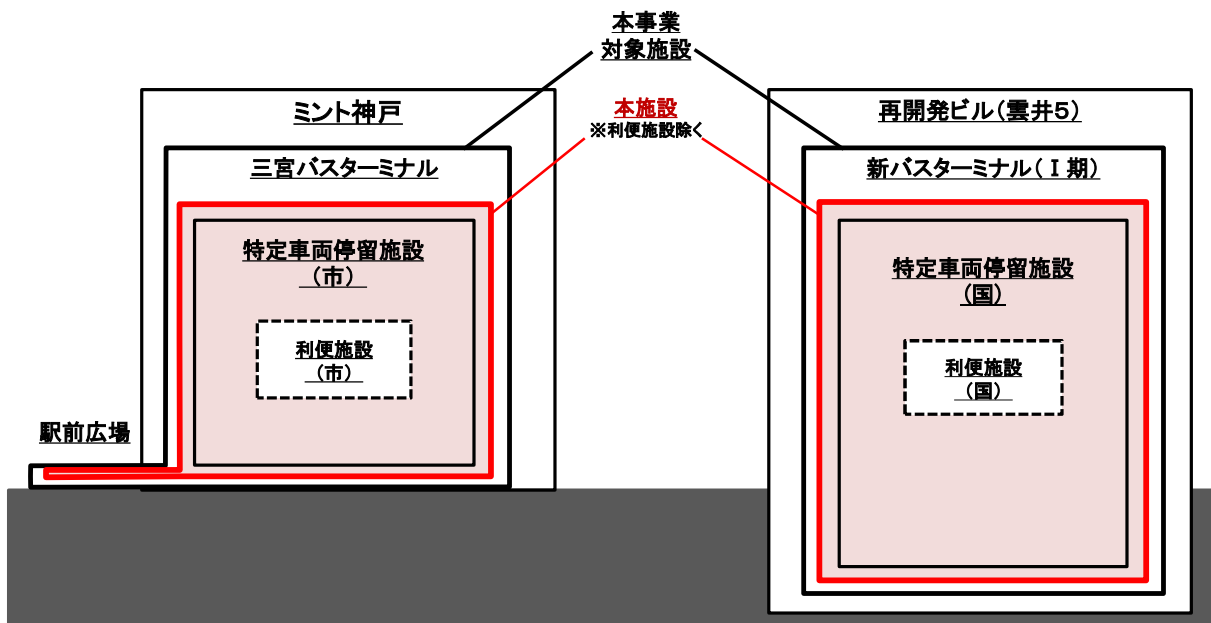 本事業
対象施設
本施設
※利便施設除く
ミント神戸
三宮バスターミナル
特定車両停留施設
(市)
利便施設
(市)
駅前広場
再開発ビル(雲井5)
新バスターミナル(Ⅰ期)
特定車両停留施設
(国)
利便施設
(国)